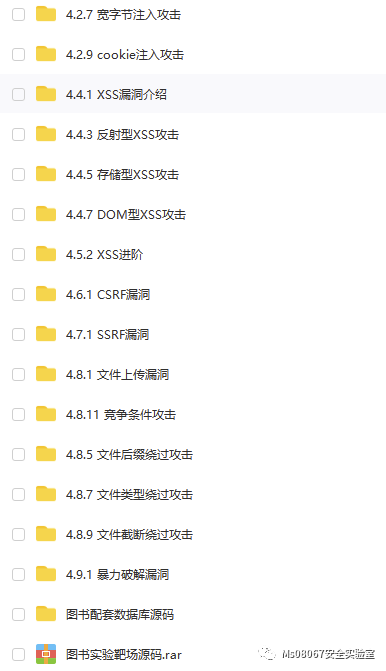 4.2.7 宽字节注入攻击
4.2.9 cookie注入攻击
4.4.1 XSS漏洞介绍
4.4.3 反射型XSS攻击
4.4.5 存储型XSS攻击
4.4.7 DOM型XSS攻击
4.5.2 XSS进阶
4.6.1 CSRF漏洞
4.7.1 SSRF漏洞
4.8.1 文件上传漏洞
4.8.11 竞争条件攻击
4.8.5 文件后缀绕过攻击
4.8.7 文件类型绕过攻击
4.8.9 文件截断绕过攻击
4.9.1 暴力破解漏洞
图书配套数据库源码
图书实验靶场源码.rar
Ms08067安全实验室